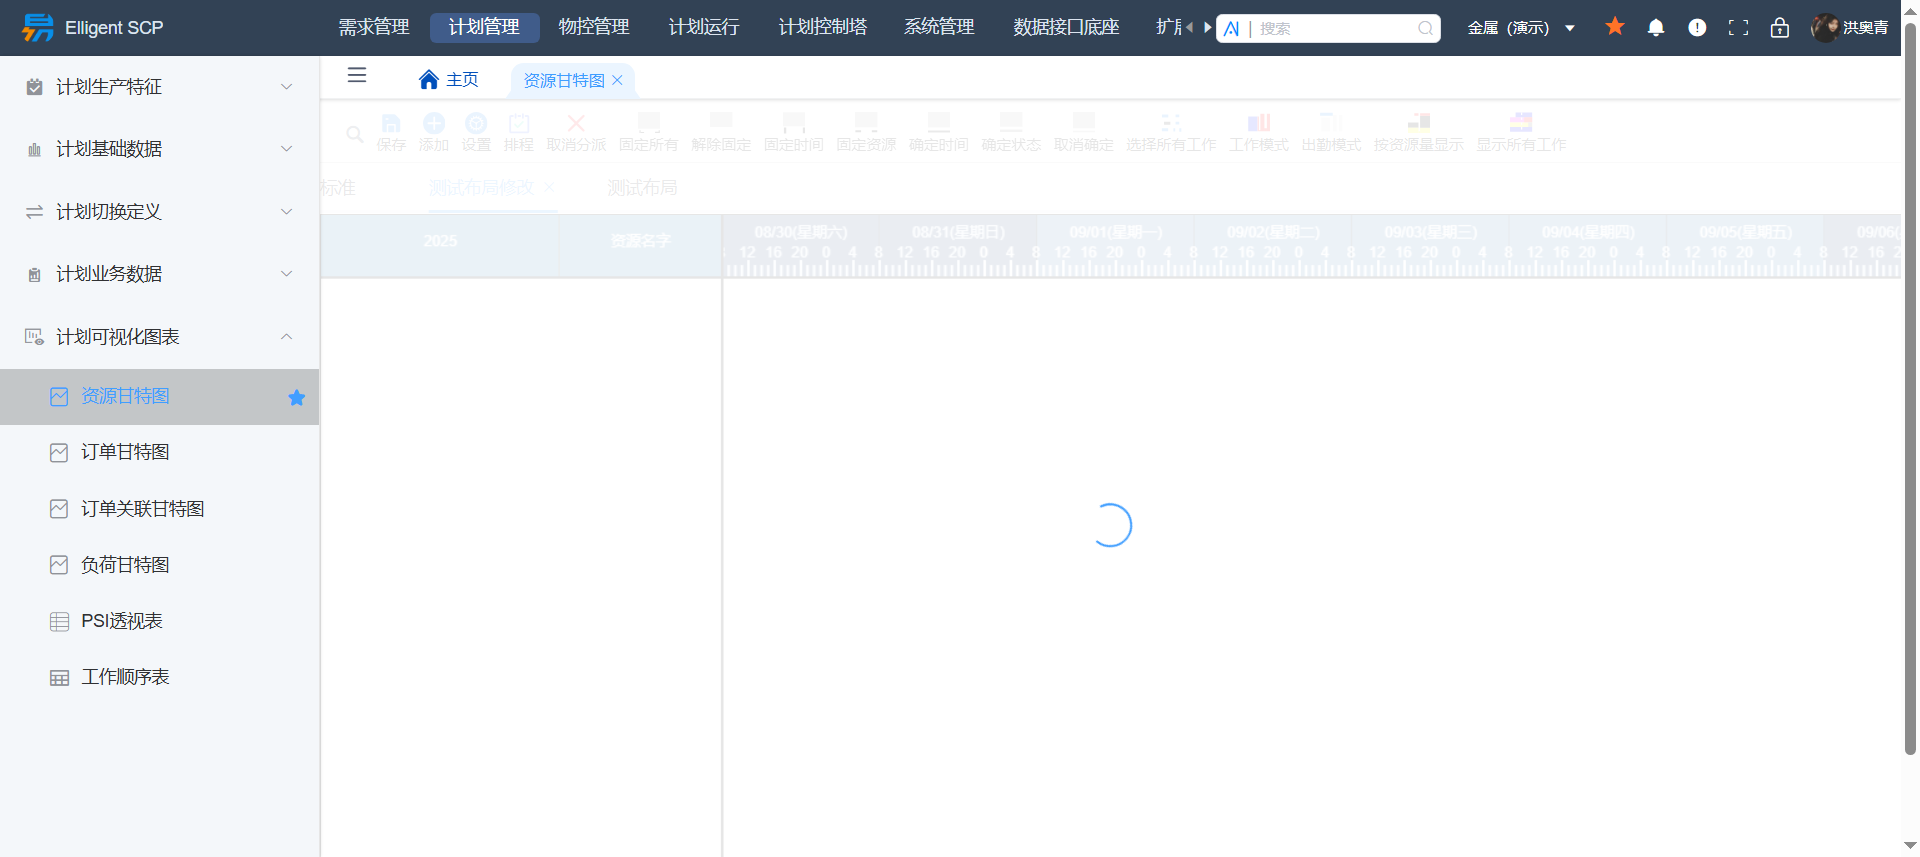 Elligent SCP
需求管理 计划管理 物控管理 计划运行 计划控制塔 系统管理 数据接口底座
搜索
金属（演示）
洪奥青
计划生产特征
计划基础数据
计划切换定义
计划业务数据
计划可视化图表
资源甘特图
订单甘特图
订单关联甘特图
负荷甘特图
PSI透视表
工作顺序表
主页 资源甘特图
保存 添加 设置 排程 取消分派 固定所有 解除固定 固定时间 固定资源 确定时间 确定状态 取消确定 选择所有工作 工作模式 出勤模式 按资源量显示 显示所有工作
标准 测试布局修改 测试布局
2025 资源名字
08/30(星期六) 08/31(星期日) 09/01(星期一) 09/02(星期二) 09/03(星期三) 09/04(星期四) 09/05(星期五) 09/06(
12 16 20 0 4 8 12 16 20 0 4 8 12 16 20 0 4 8 12 16 20 0 4 8 12 16 20 0 4 8 12 16 20 0 4 8 12 16 20 0 4 8 12 16